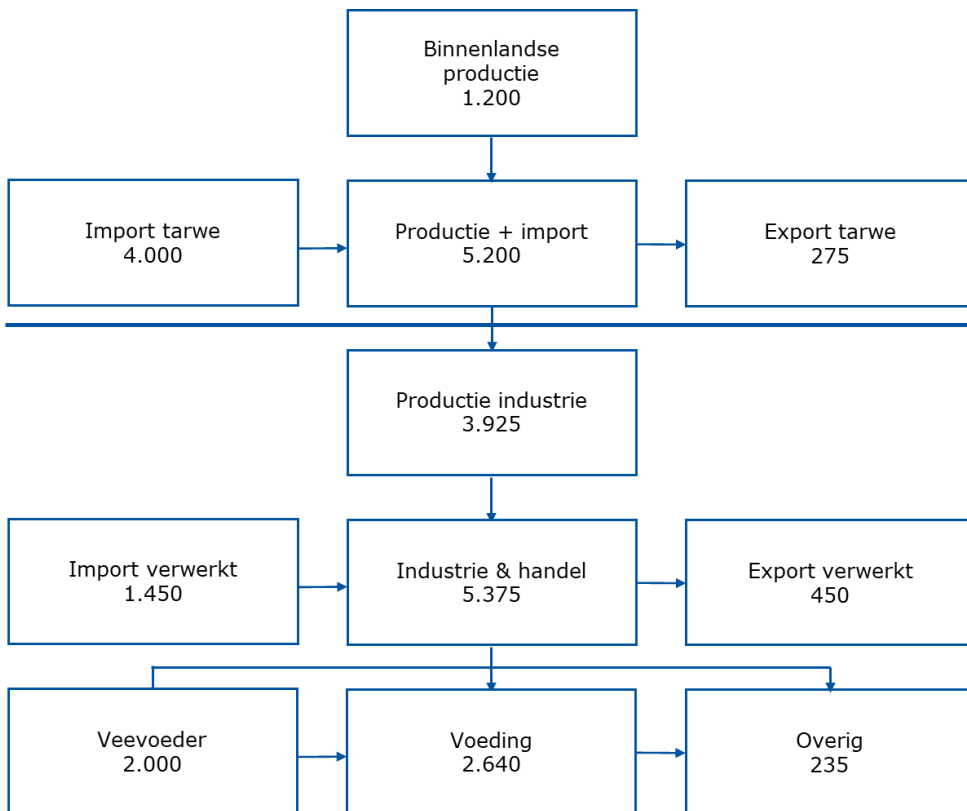 Binnenlandse
productie
1.200
Import tarwe
4.000
Productie + import
5.200
Export tarwe
275
Productie industrie
3.925
Import verwerkt
1.450
Industrie & handel
5.375
Export verwerkt
450
Veevoeder
2.000
Voeding
2.640
Overig
235